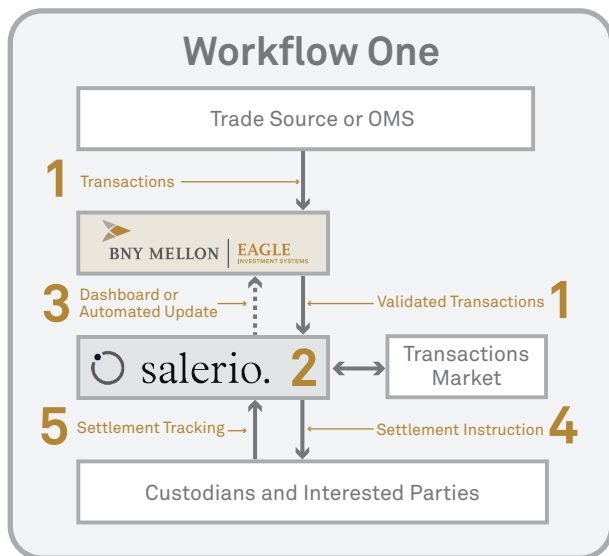 Workflow One
Trade Source or OMS
1 Transactions
BNY MELLON | EAGLE
INVESTMENT SYSTEMS
3 Dashboard or
Automated Update
Validated Transactions 1
salerio. 2
Transactions
Market
5 Settlement Tracking
Settlement Instruction 4
Custodians and Interested Parties